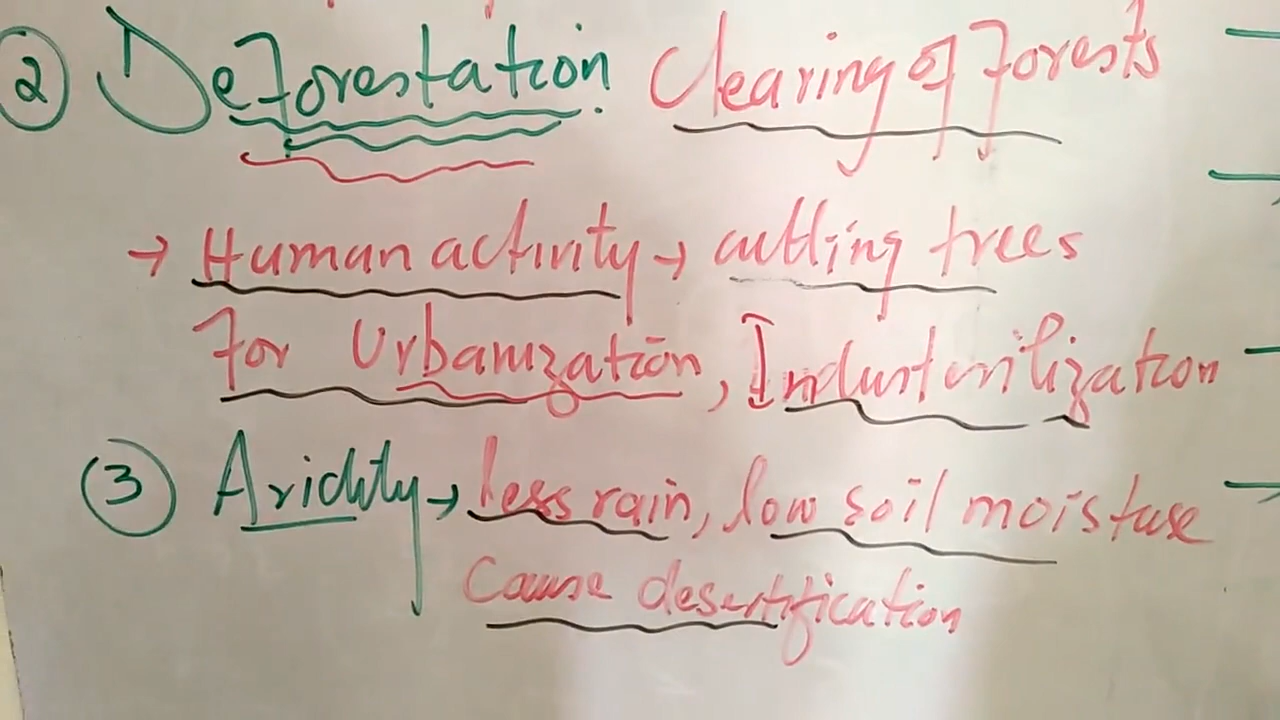 ② Deforestation. Clearing of Forests
→ Human activity → cutting trees
For Urbanization, Industerilization
③ Aridity → less rain, low soil moisture
Cause desertification